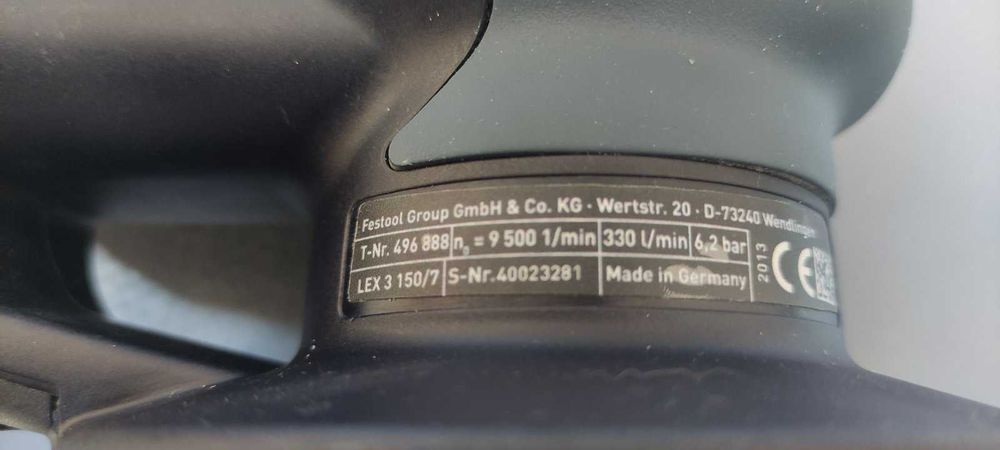 Festool Group GmbH & Co. KG · Wertstr. 20 · D-73240 Wendlingen
T-Nr. 496 888 n₀ = 9 500 1/min 330 l/min 6,2 bar
LEX 3 150/7 S-Nr.40023281 Made in Germany
2013 CE